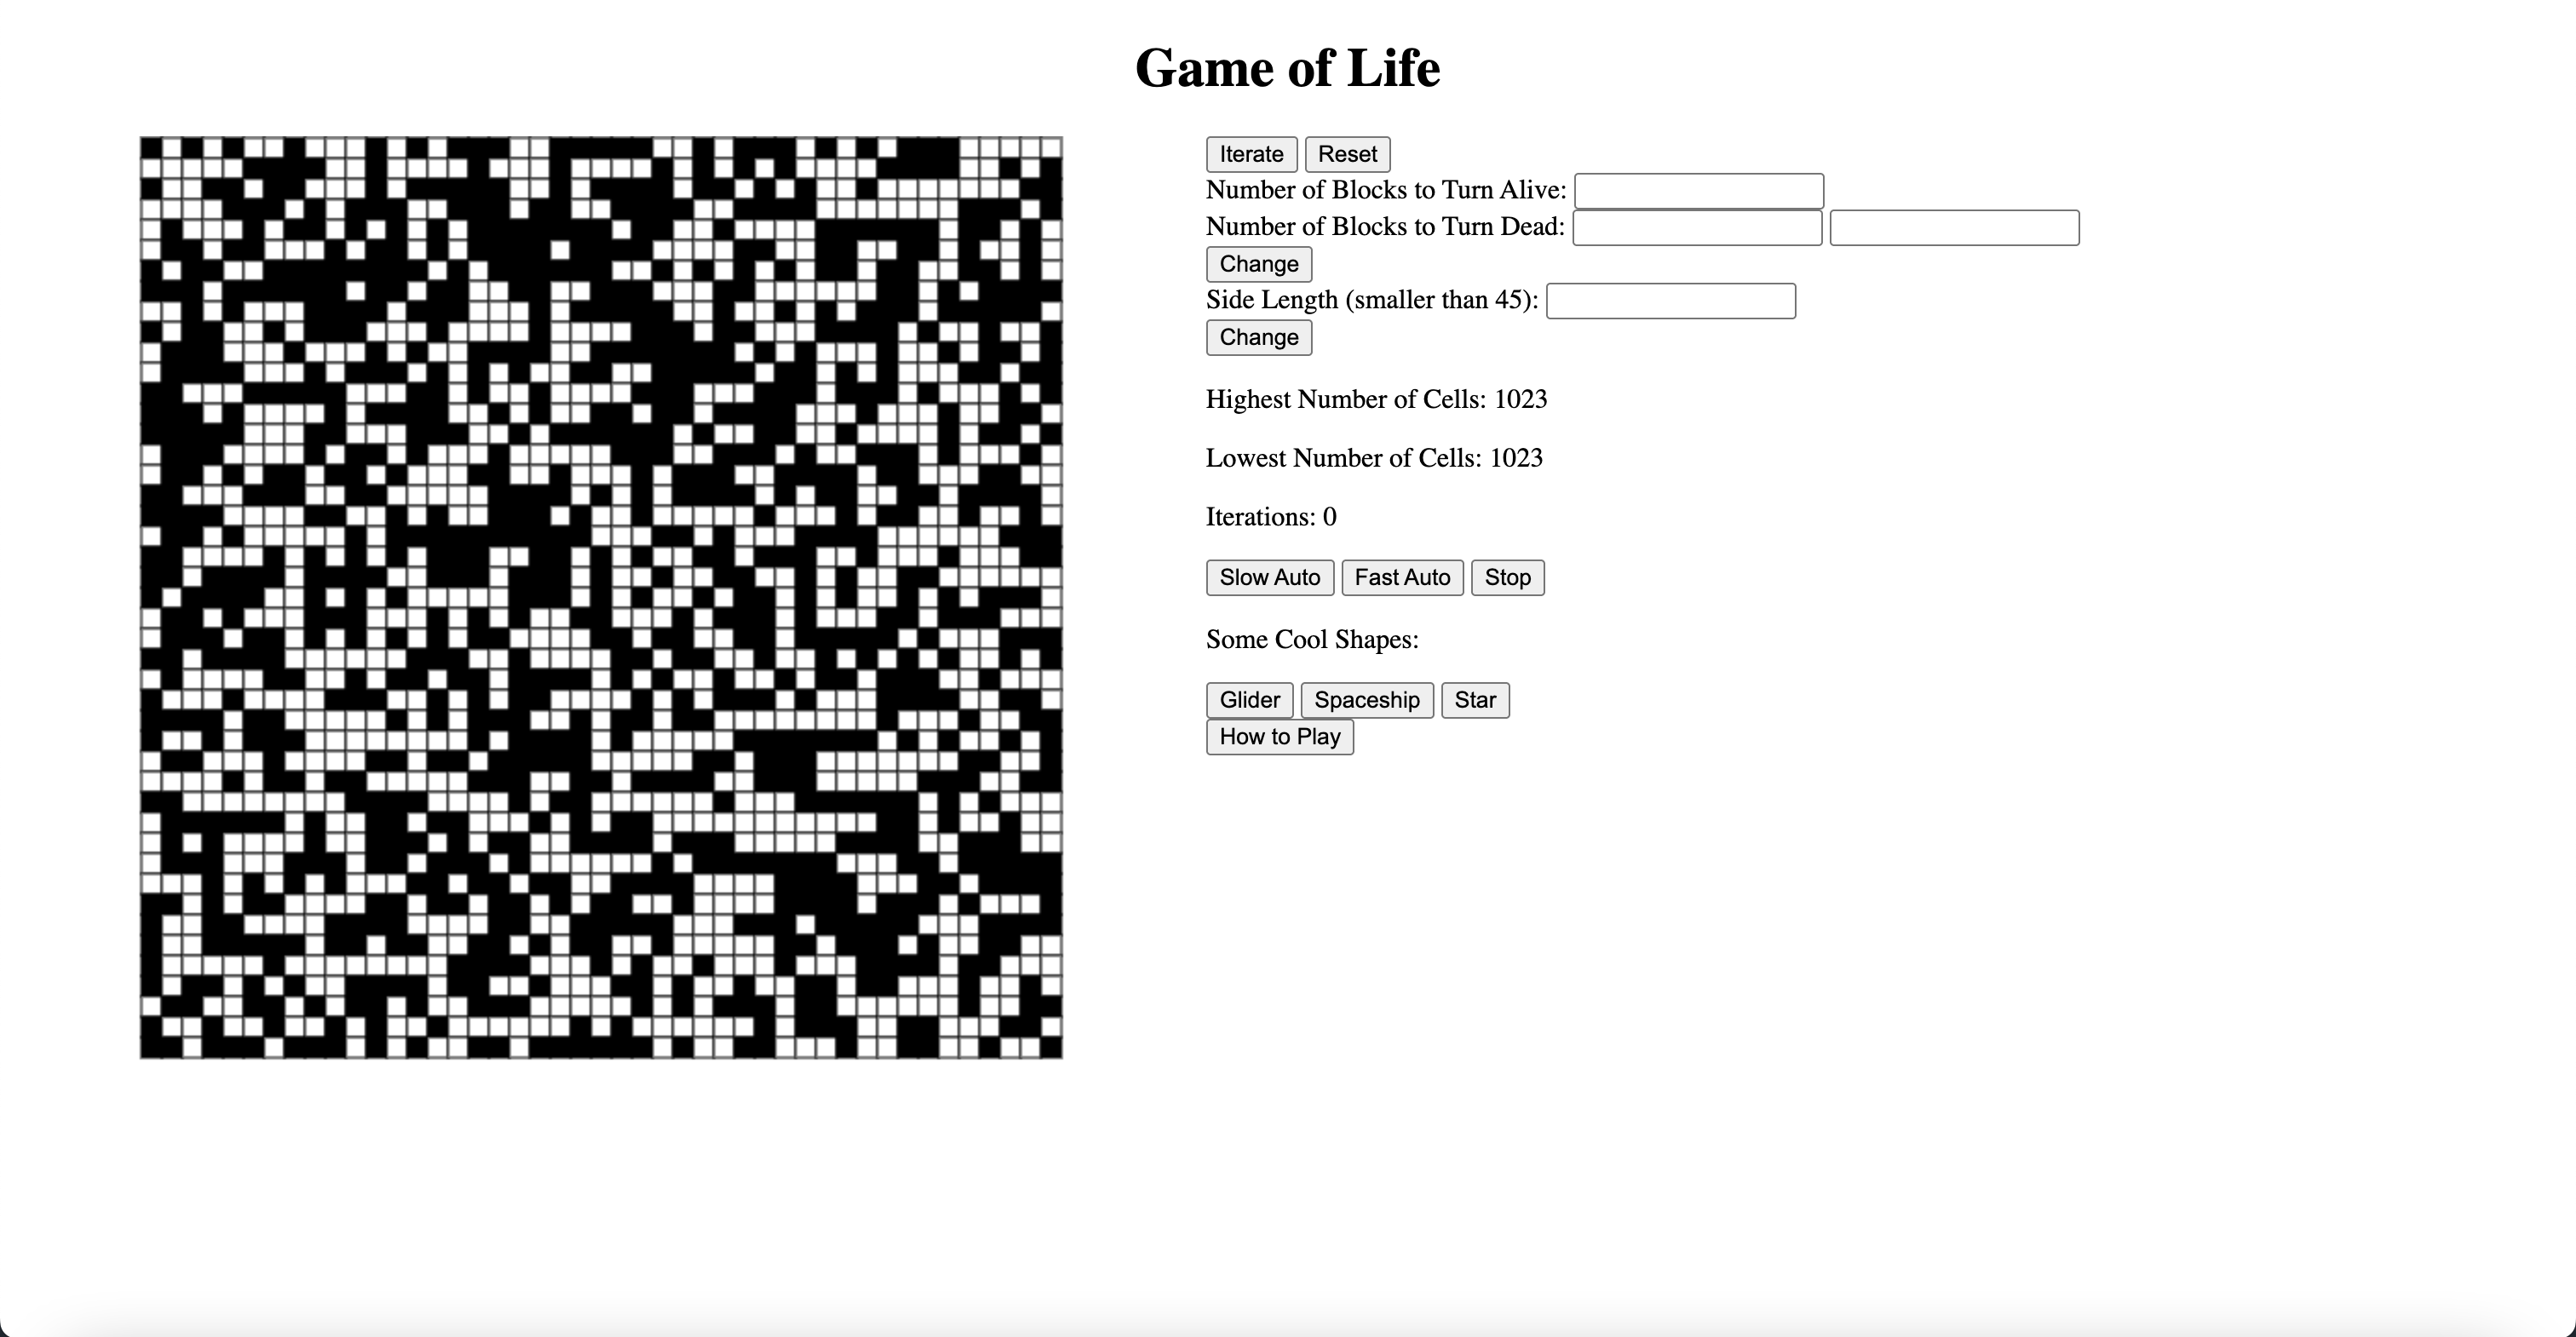 Game of Life
Iterate Reset
Number of Blocks to Turn Alive:
Number of Blocks to Turn Dead:
Change
Side Length (smaller than 45):
Change
Highest Number of Cells: 1023
Lowest Number of Cells: 1023
Iterations: 0
Slow Auto Fast Auto Stop
Some Cool Shapes:
Glider Spaceship Star
How to Play